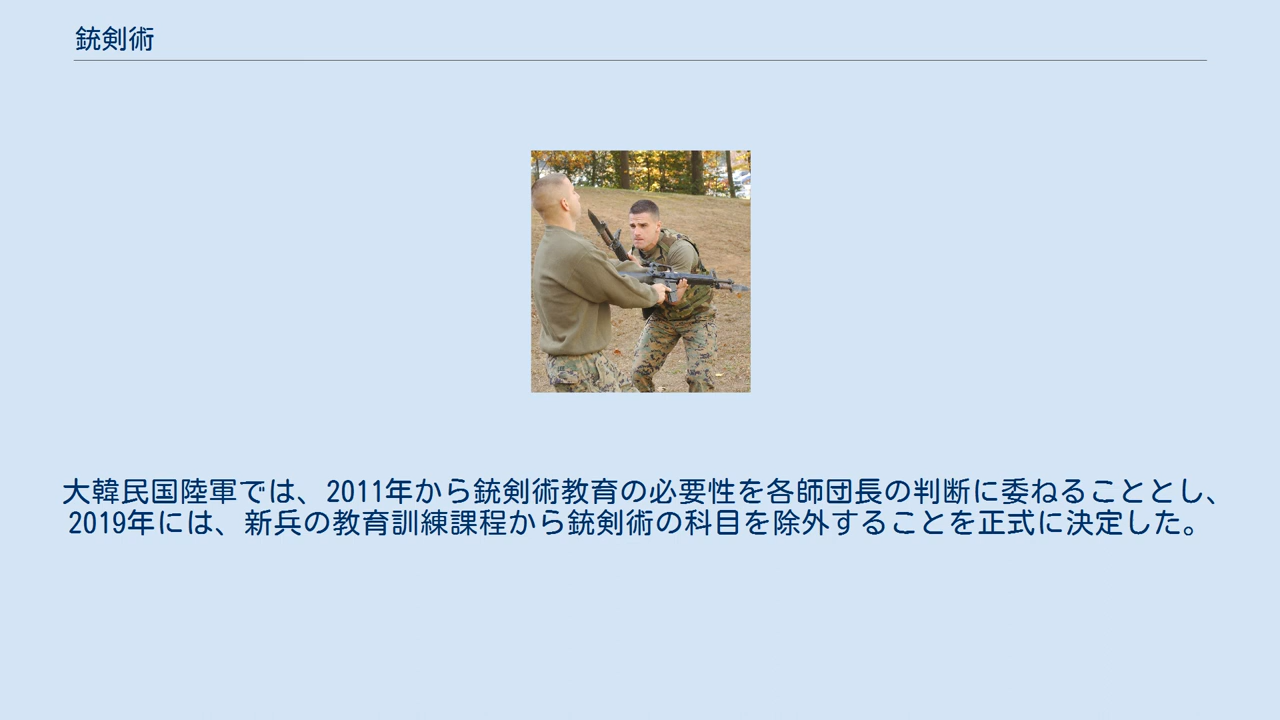 銃剣術
大韓民国陸軍では、2011年から銃剣術教育の必要性を各師団長の判断に委ねることとし、
2019年には、新兵の教育訓練課程から銃剣術の科目を除外することを正式に決定した。